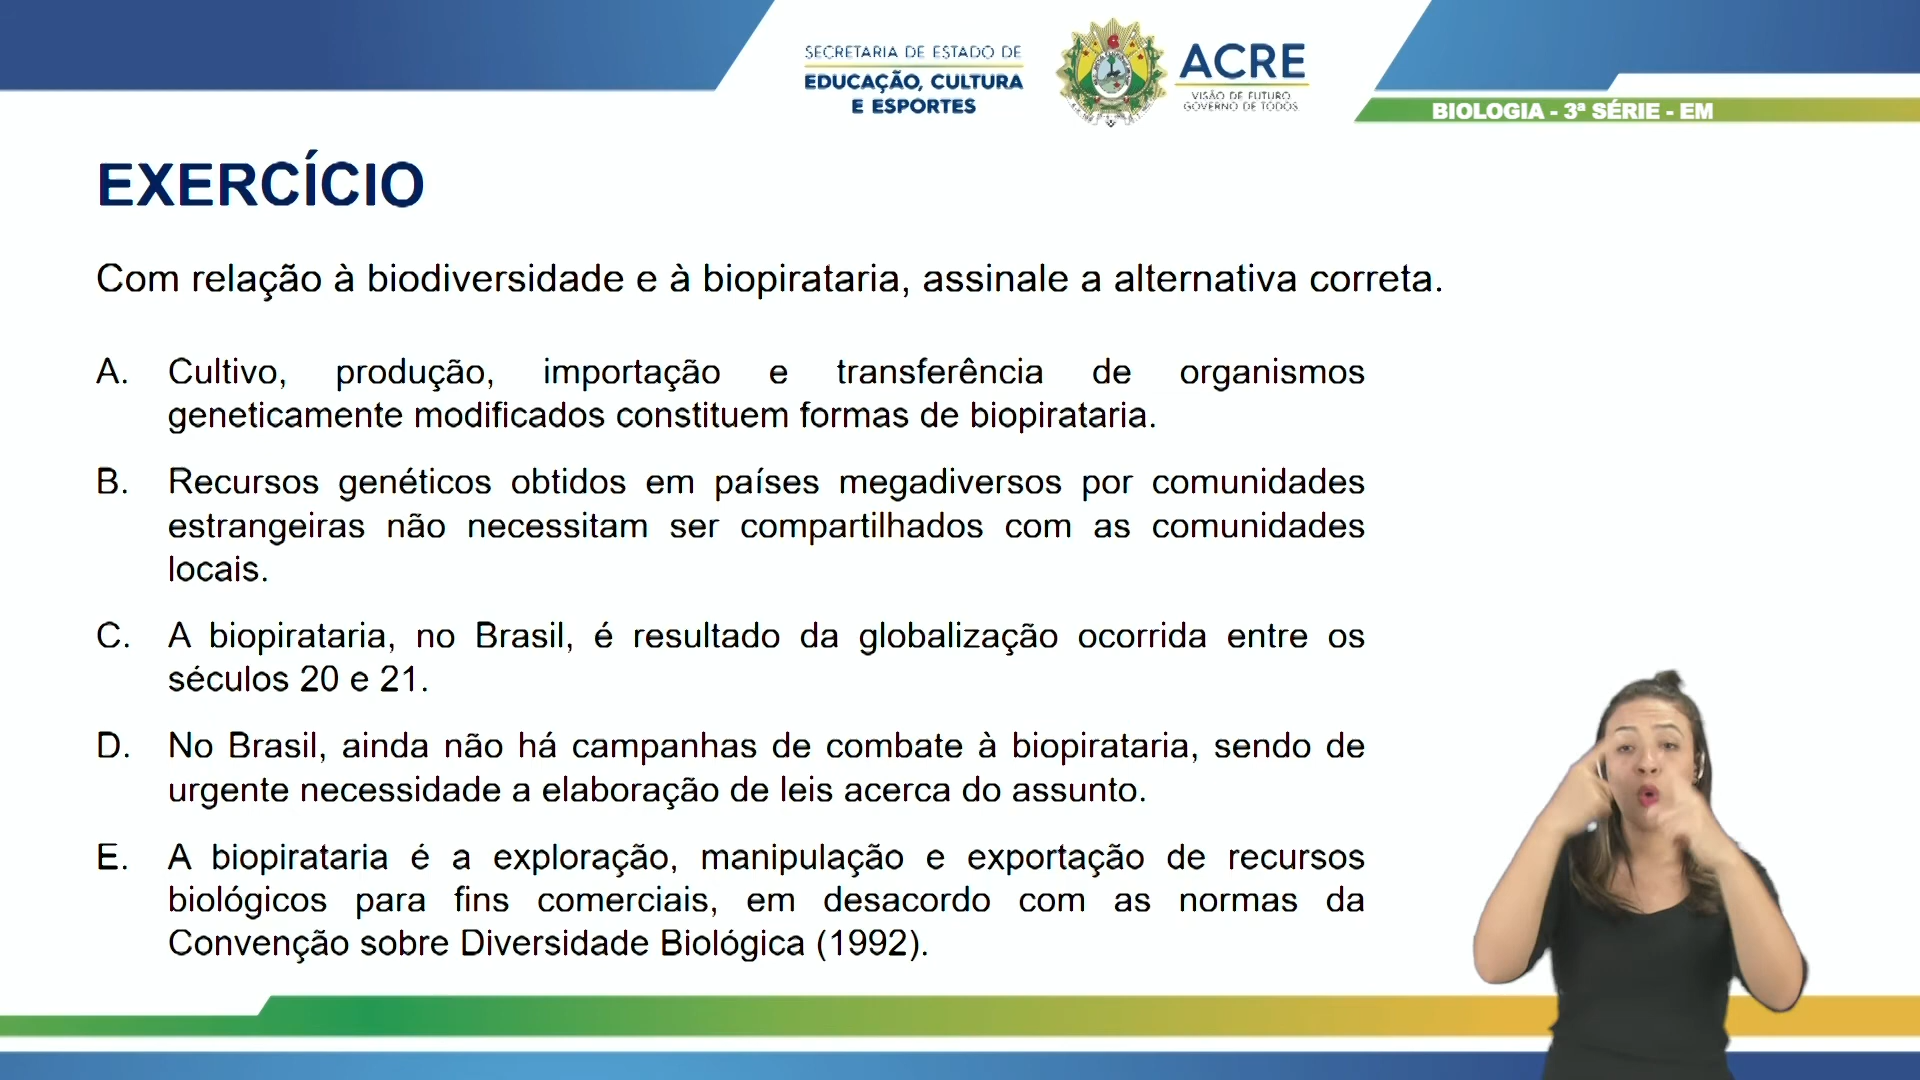 SECRETARIA DE ESTADO DE
EDUCAÇÃO, CULTURA
E ESPORTES
ACRE
VISÃO DE FUTURO
GOVERNO DE TODOS
BIOLOGIA - 3ª SÉRIE - EM
EXERCÍCIO
Com relação à biodiversidade e à biopirataria, assinale a alternativa correta.
A. Cultivo, produção, importação e transferência de organismos
geneticamente modificados constituem formas de biopirataria.
B. Recursos genéticos obtidos em países megadiversos por comunidades
estrangeiras não necessitam ser compartilhados com as comunidades
locais.
C. A biopirataria, no Brasil, é resultado da globalização ocorrida entre os
séculos 20 e 21.
D. No Brasil, ainda não há campanhas de combate à biopirataria, sendo de
urgente necessidade a elaboração de leis acerca do assunto.
E. A biopirataria é a exploração, manipulação e exportação de recursos
biológicos para fins comerciais, em desacordo com as normas da
Convenção sobre Diversidade Biológica (1992).